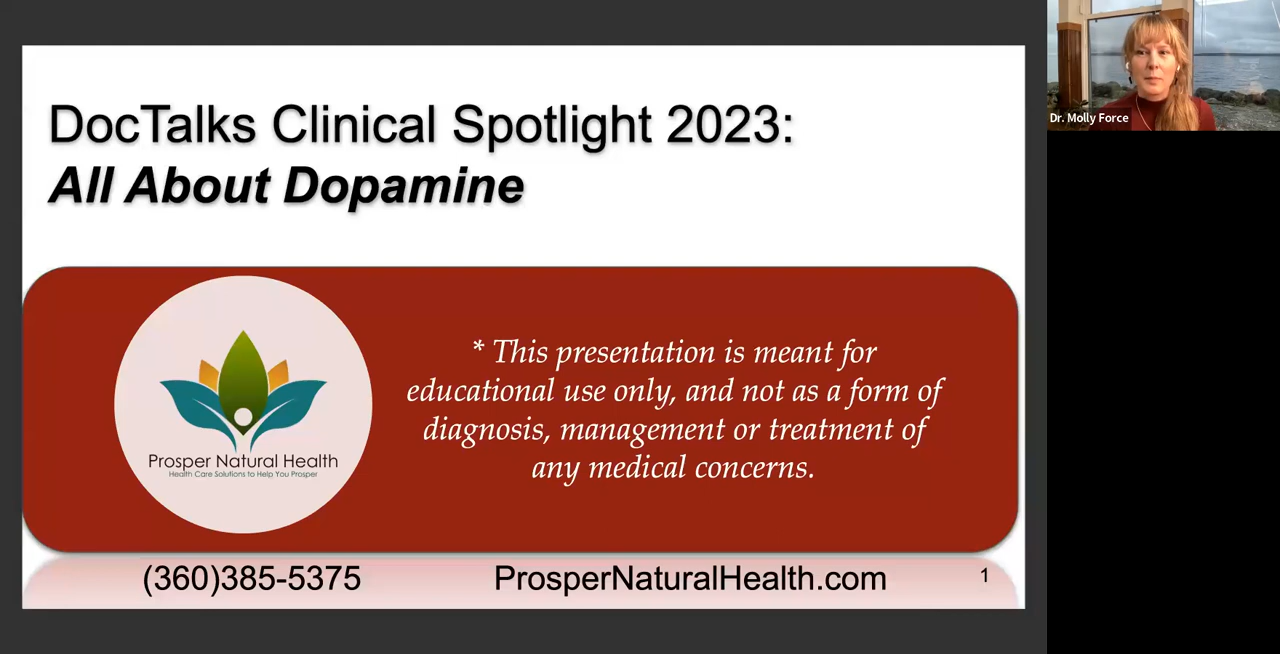 DocTalks Clinical Spotlight 2023:
All About Dopamine
* This presentation is meant for
educational use only, and not as a form of
diagnosis, management or treatment of
any medical concerns.
Prosper Natural Health
Health Care Solutions to Help You Prosper
(360)385-5375
ProsperNaturalHealth.com
1
Dr. Molly Force